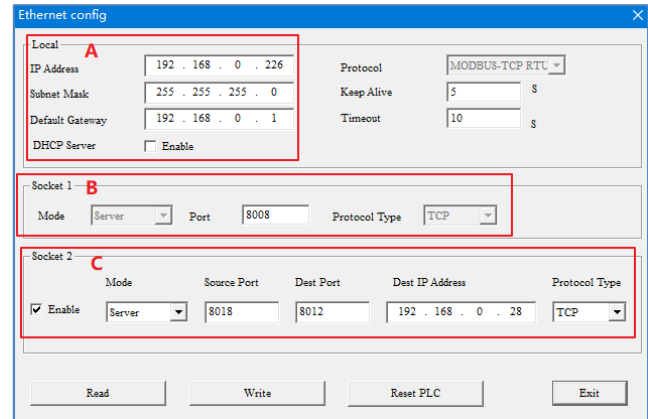 Ethernet config
Local
A
IP Address 192 . 168 . 0 . 226 Protocol MODBUS-TCP RTU
Subnet Mask 255 . 255 . 255 . 0 Keep Alive 5 S
Default Gateway 192 . 168 . 0 . 1 Timeout 10 S
DHCP Server Enable
Socket 1 B
Mode Server Port 8008 Protocol Type TCP
Socket 2
C
Mode Source Port Dest Port Dest IP Address Protocol Type
Enable Server 8018 8012 192 . 168 . 0 . 28 TCP
Read Write Reset PLC Exit